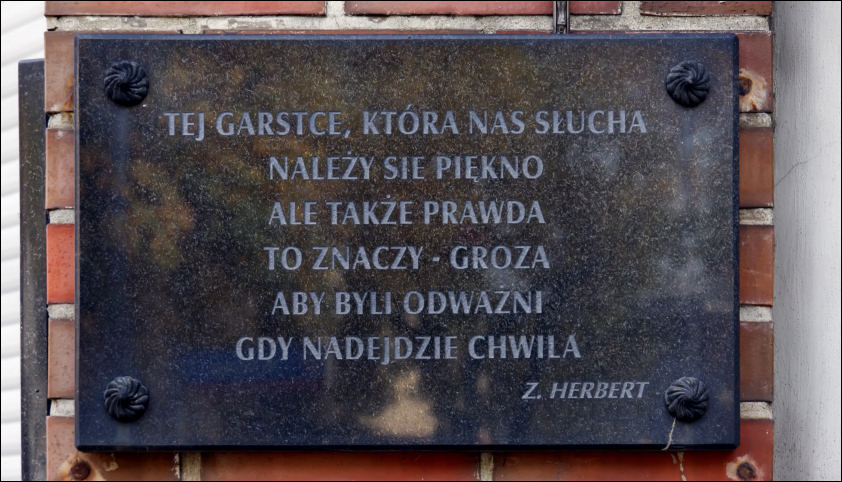 TEJ GARSTCE, KTÓRA NAS SŁUCHA
NALEŻY SIE PIĘKNO
ALE TAKŻE PRAWDA
TO ZNACZY - GROZA
ABY BYLI ODWAŻNI
GDY NADEJDZIE CHWILA
Z. HERBERT